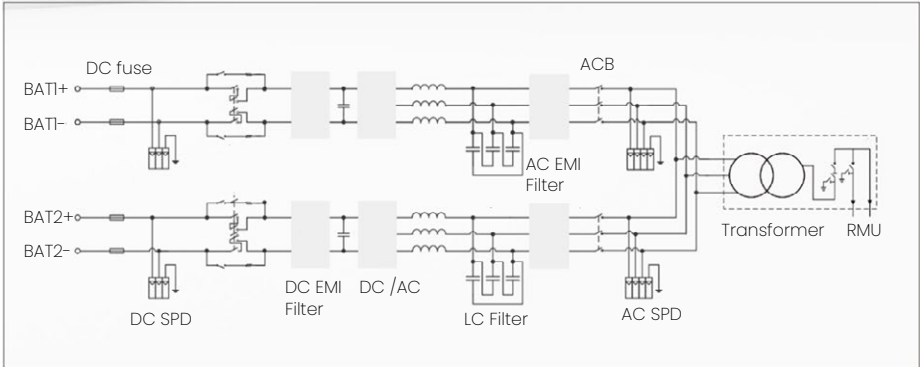 DC fuse
ACB
BAT1+
BAT1-
AC EMI
Filter
BAT2+
BAT2-
Transformer
RMU
DC EMI
Filter
DC /AC
DC SPD
LC Filter
AC SPD